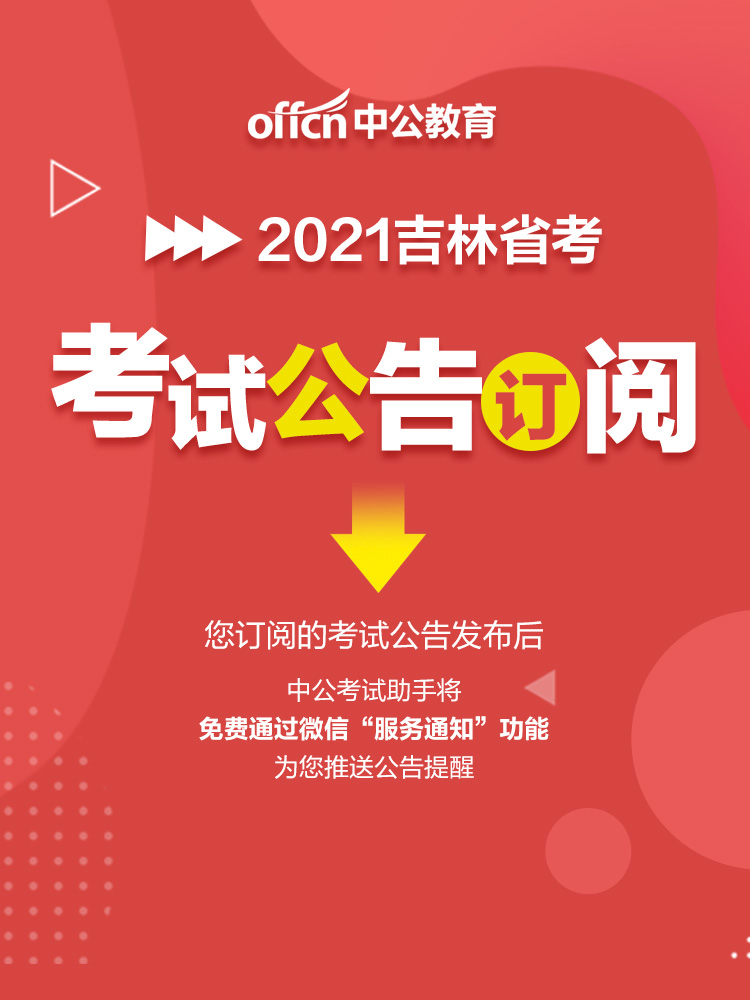 offcn中公教育
2021吉林省考
考试公告订阅
您订阅的考试公告发布后
中公考试助手将
免费通过微信“服务通知”功能
为您推送公告提醒